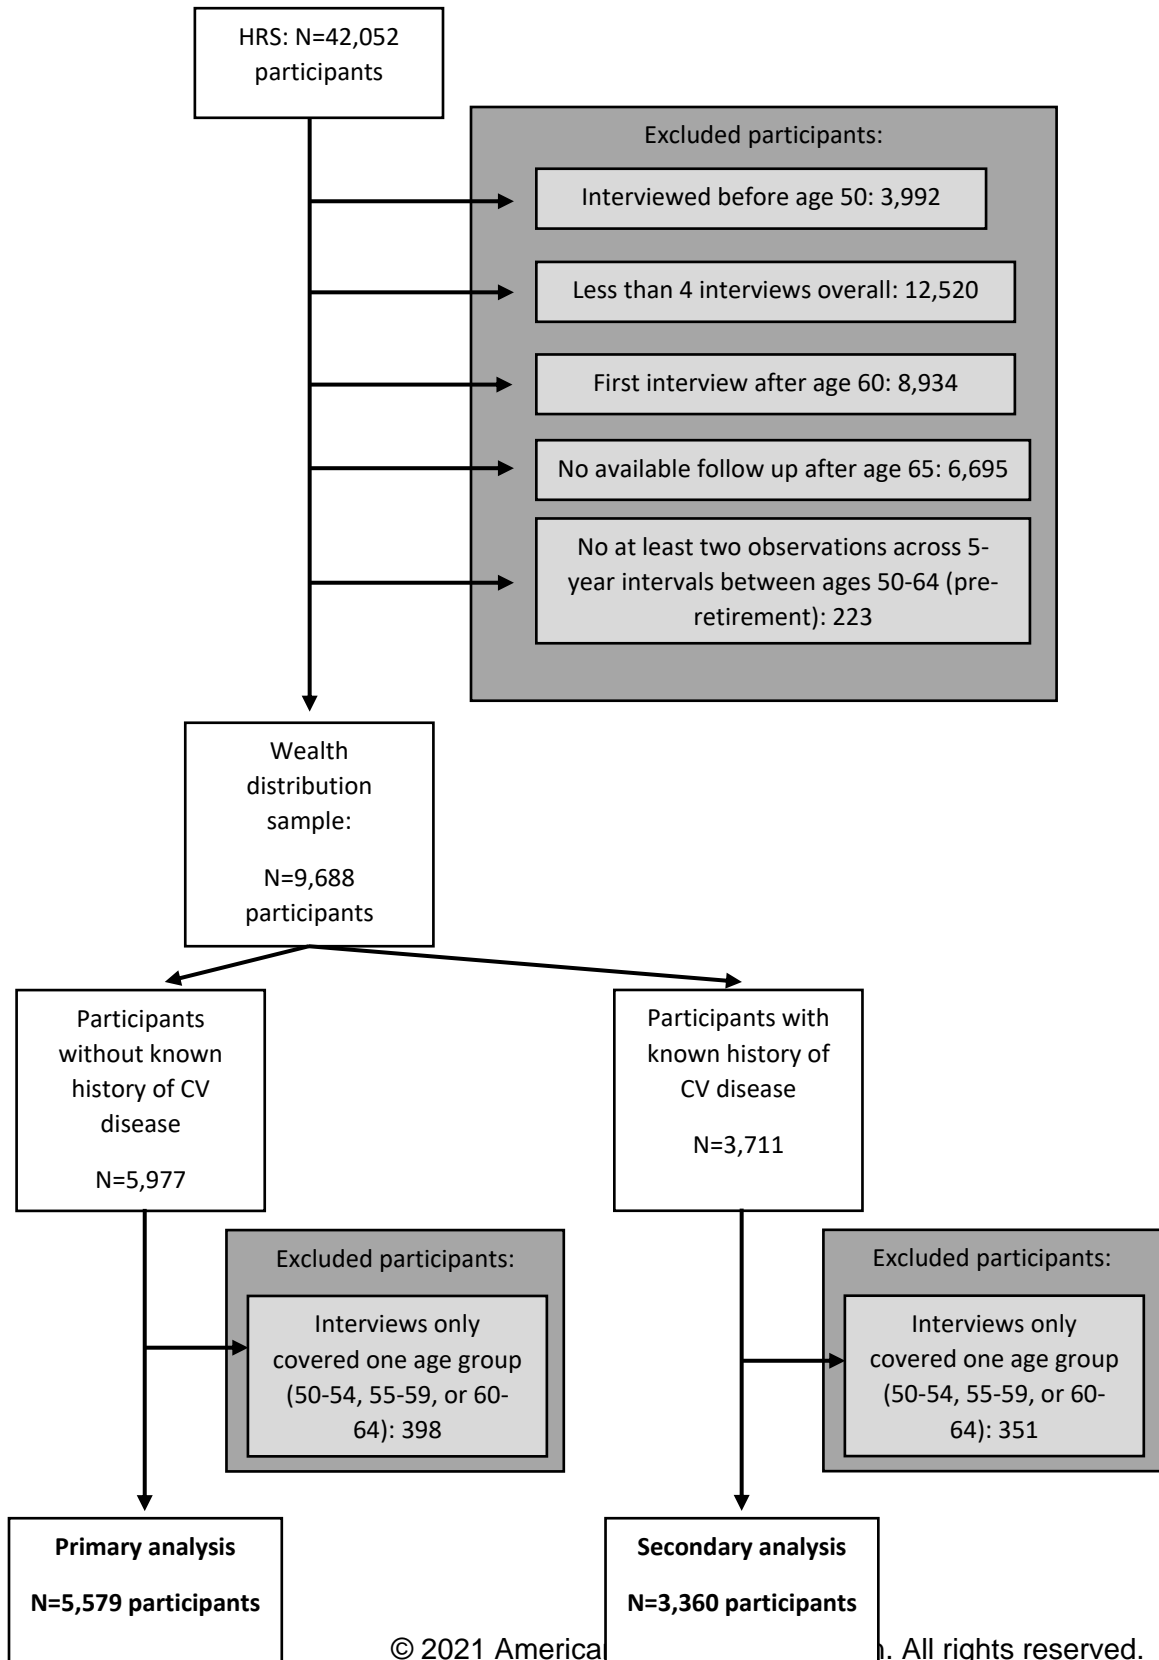 HRS: N=42,052
participants
Excluded participants:
Interviewed before age 50: 3,992
Less than 4 interviews overall: 12,520
First interview after age 60: 8,934
No available follow up after age 65: 6,695
No at least two observations across 5-
year intervals between ages 50-64 (pre-
retirement): 223
Wealth
distribution
sample:
N=9,688
participants
Participants
without known
history of CV
disease
N=5,977
Participants with
known history of
CV disease
N=3,711
Excluded participants:
Interviews only
covered one age group
(50-54, 55-59, or 60-
64): 398
Excluded participants:
Interviews only
covered one age group
(50-54, 55-59, or 60-
64): 351
Primary analysis
N=5,579 participants
Secondary analysis
N=3,360 participants
© 2021 All rights reserved.